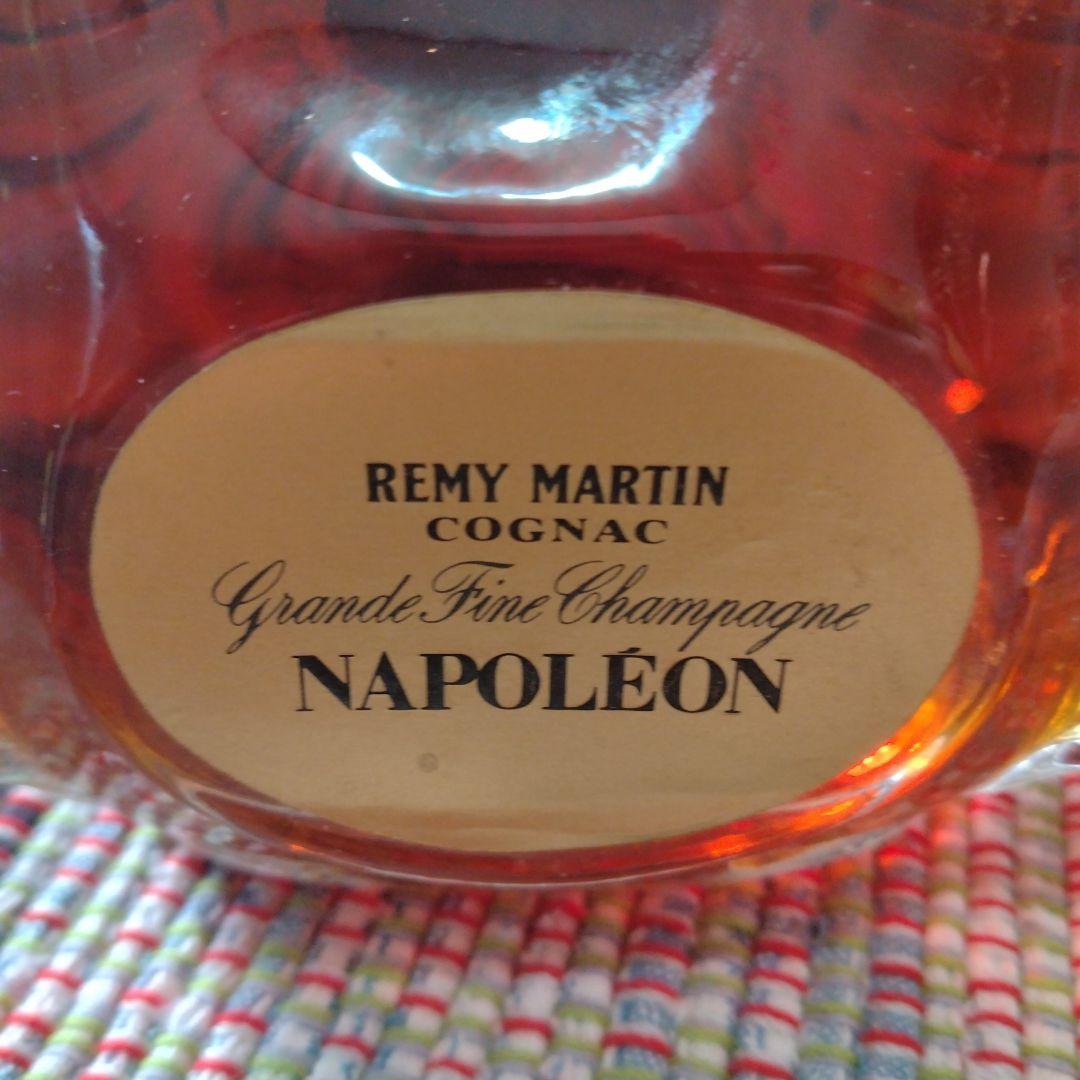 REMY MARTIN
COGNAC
Grande Fine Champagne
NAPOLÉON